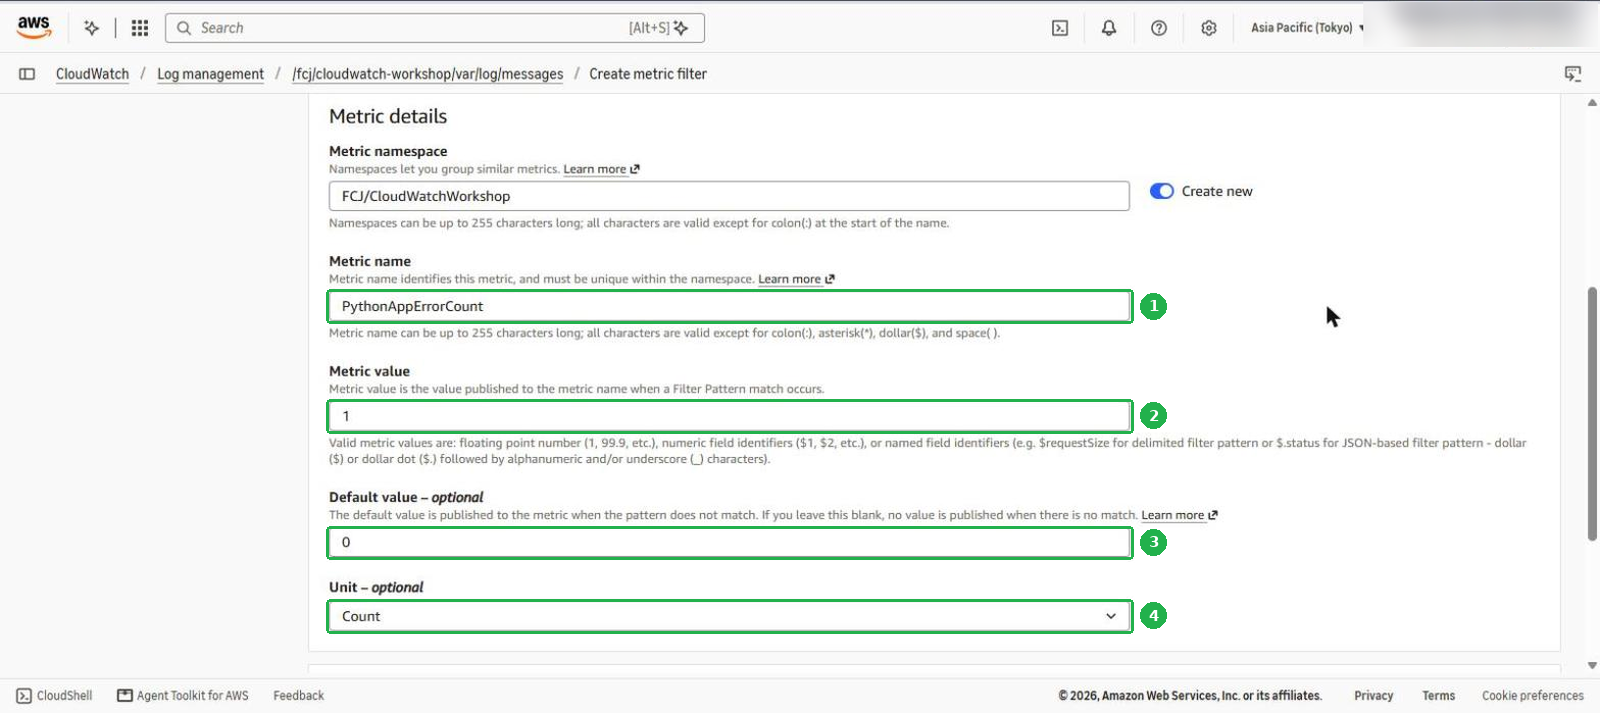 aws
Search
[Alt+S]
Asia Pacific (Tokyo)
CloudWatch / Log management / /fcj/cloudwatch-workshop/var/log/messages / Create metric filter
Metric details
Metric namespace
Namespaces let you group similar metrics. Learn more
FCJ/CloudWatchWorkshop
Create new
Namespaces can be up to 255 characters long; all characters are valid except for colon(:) at the start of the name.
Metric name
Metric name identifies this metric, and must be unique within the namespace. Learn more
PythonAppErrorCount
1
Metric name can be up to 255 characters long; all characters are valid except for colon(:), asterisk(*), dollar($), and space( ).
Metric value
Metric value is the value published to the metric name when a Filter Pattern match occurs.
1
2
Valid metric values are: floating point number (1, 99.9, etc.), numeric field identifiers ($1, $2, etc.), or named field identifiers (e.g. $requestSize for delimited filter pattern or $.status for JSON-based filter pattern - dollar
($) or dollar dot ($.) followed by alphanumeric and/or underscore (_) characters).
Default value – optional
The default value is published to the metric when the pattern does not match. If you leave this blank, no value is published when there is no match. Learn more
0
3
Unit – optional
Count
4
CloudShell
Agent Toolkit for AWS
Feedback
© 2026, Amazon Web Services, Inc. or its affiliates.
Privacy
Terms
Cookie preferences